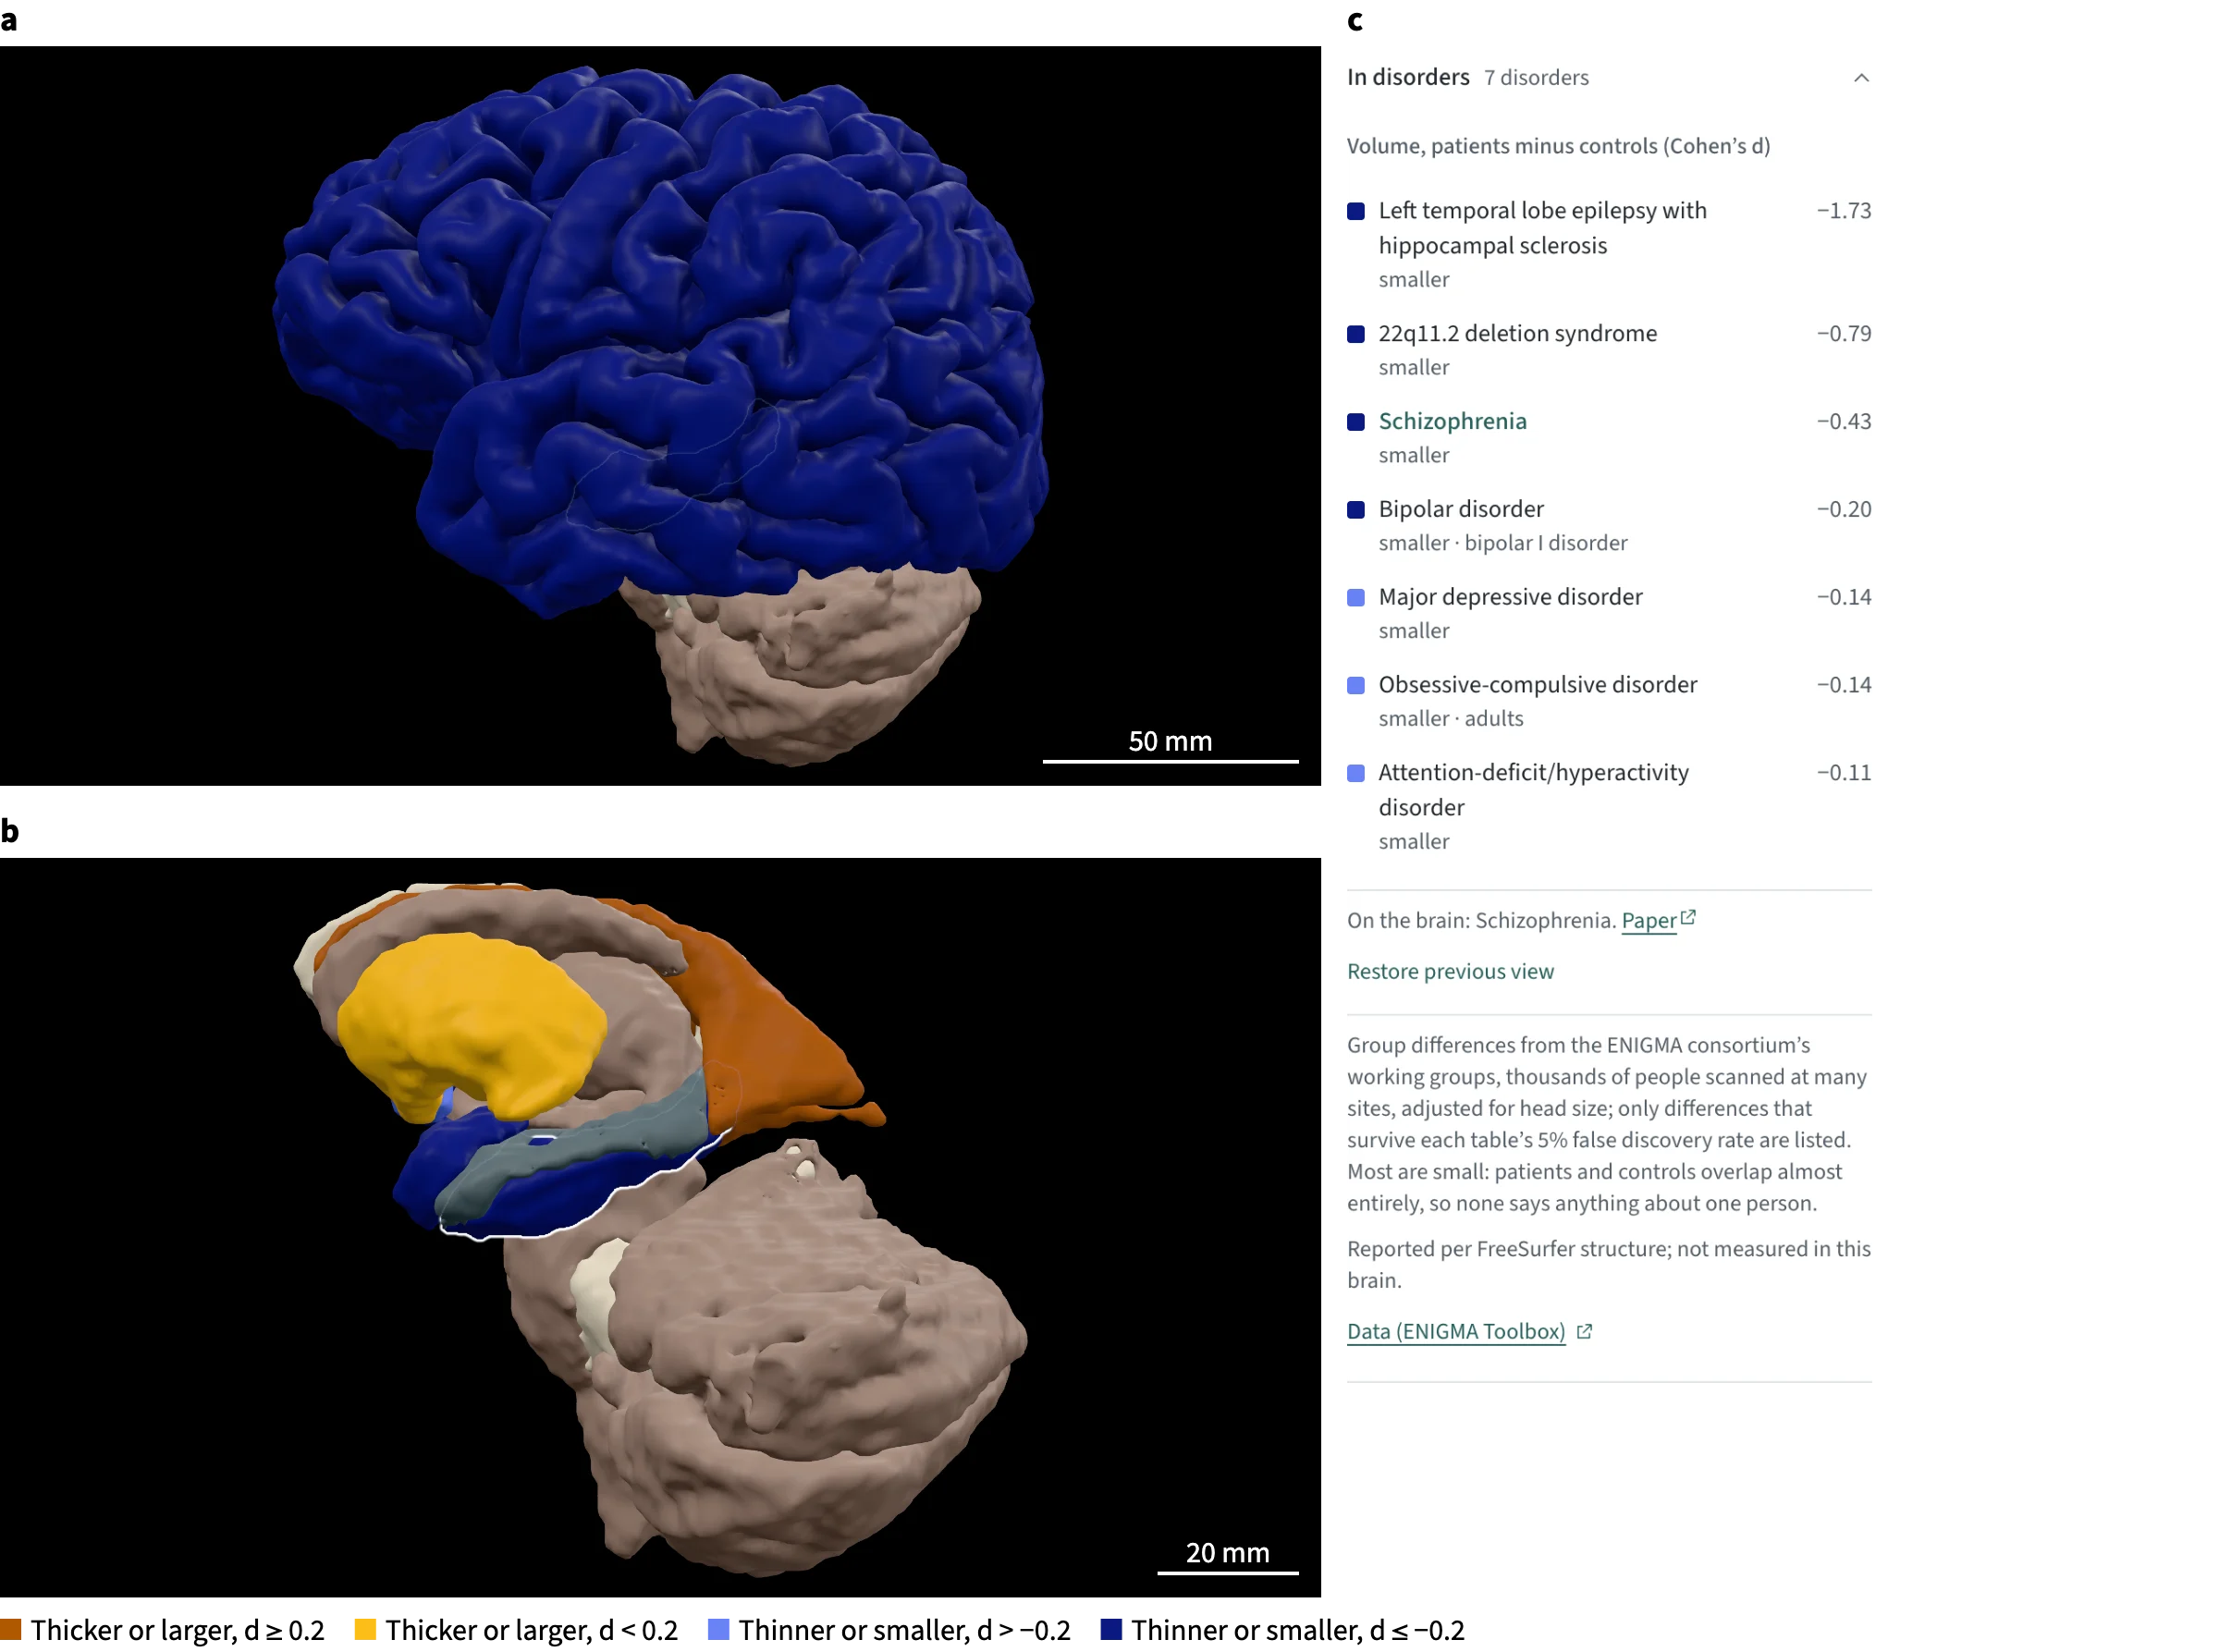 a
50 mm
b
20 mm
c
In disorders 7 disorders
Volume, patients minus controls (Cohen’s d)
Left temporal lobe epilepsy with −1.73
hippocampal sclerosis
smaller
22q11.2 deletion syndrome −0.79
smaller
Schizophrenia −0.43
smaller
Bipolar disorder −0.20
smaller · bipolar I disorder
Major depressive disorder −0.14
smaller
Obsessive-compulsive disorder −0.14
smaller · adults
Attention-deficit/hyperactivity −0.11
disorder
smaller
On the brain: Schizophrenia. Paper
Restore previous view
Group differences from the ENIGMA consortium’s
working groups, thousands of people scanned at many
sites, adjusted for head size; only differences that
survive each table’s 5% false discovery rate are listed.
Most are small: patients and controls overlap almost
entirely, so none says anything about one person.
Reported per FreeSurfer structure; not measured in this
brain.
Data (ENIGMA Toolbox)
Thicker or larger, d ≥ 0.2 Thicker or larger, d < 0.2 Thinner or smaller, d > −0.2 Thinner or smaller, d ≤ −0.2